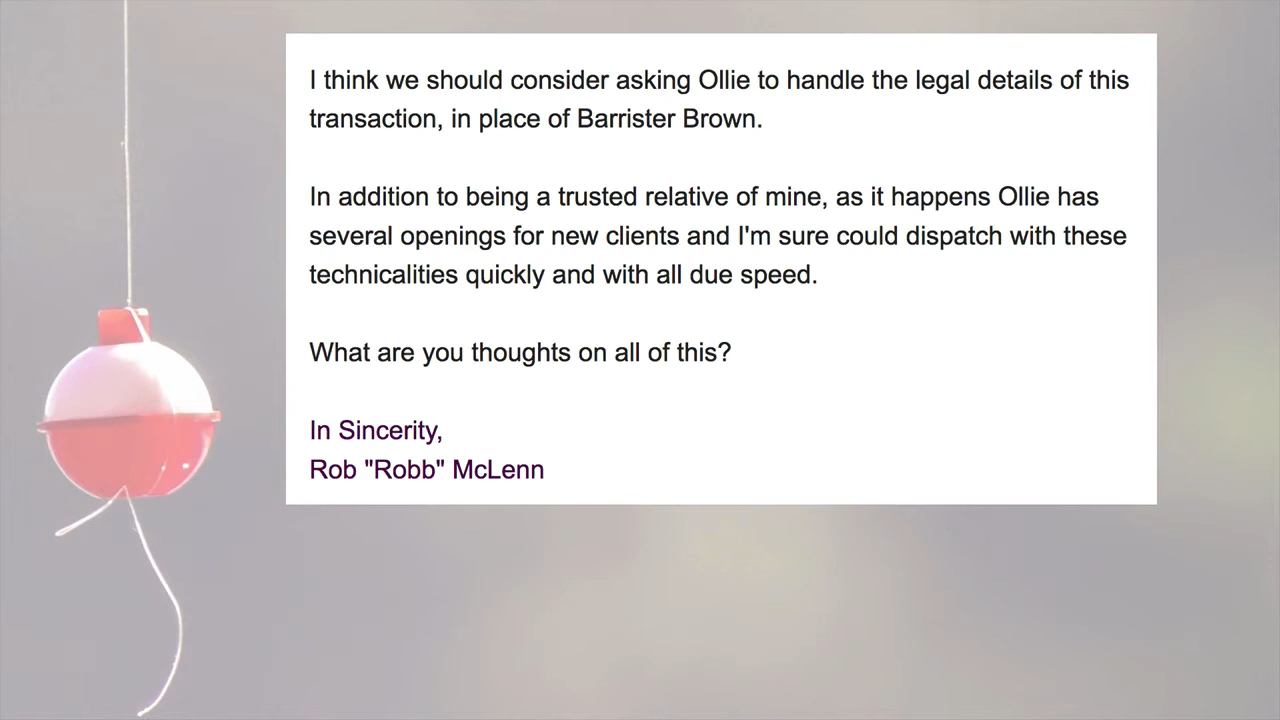 I think we should consider asking Ollie to handle the legal details of this
transaction, in place of Barrister Brown.
In addition to being a trusted relative of mine, as it happens Ollie has
several openings for new clients and I'm sure could dispatch with these
technicalities quickly and with all due speed.
What are you thoughts on all of this?
In Sincerity,
Rob "Robb" McLenn